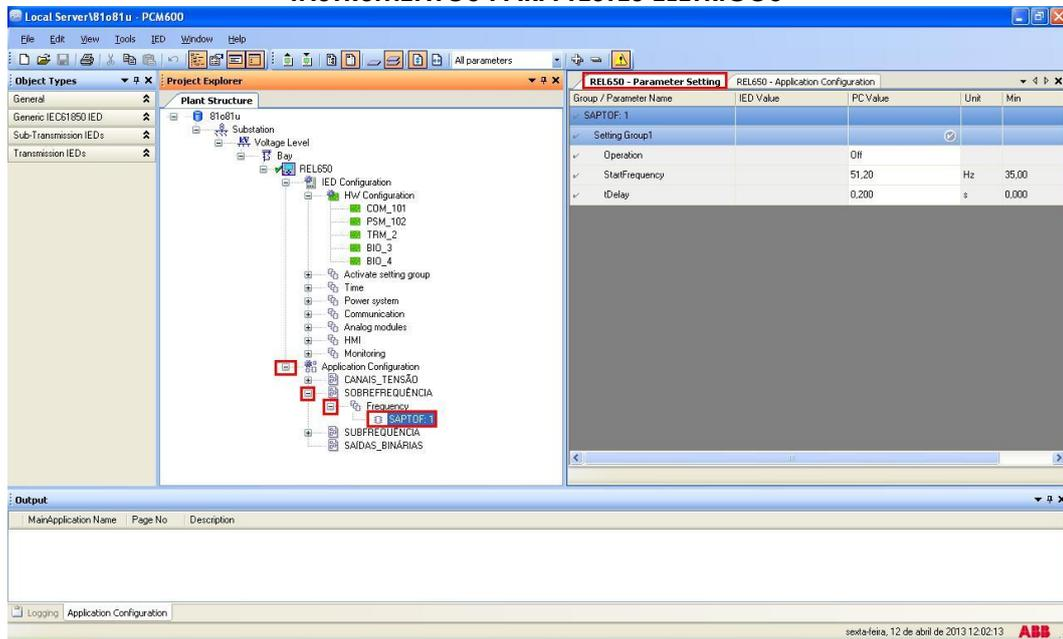 INSTRUMENTOS PARA TESTES ELÉTRICOS
Local Server\81o81u - PCM600
File Edit View Tools IED Window Help
All parameters
Object Types
General
Generic IEC61850 IED
Sub-Transmission IEDs
Transmission IEDs
Project Explorer
Plant Structure
81o81u
Substation
Voltage Level
Bay
REL650
IED Configuration
HW Configuration
COM_101
PSM_102
TRM_2
BIO_3
BIO_4
Activate setting group
Time
Power system
Communication
Analog modules
HMI
Monitoring
Application Configuration
CANAIS_TENSÃO
SOBREFREQUÊNCIA
Frequency
SAPTOF: 1
SUBFREQUÊNCIA
SAÍDAS_BINÁRIAS
REL650 - Parameter Setting REL650 - Application Configuration
Group / Parameter Name IED Value PC Value Unit Min
SAPTOF: 1
Setting Group1
Operation Off
StartFrequency 51,20 Hz 35,00
tDelay 0,200 s 0,000
Output
MainApplication Name Page No Description
Logging Application Configuration
sexta-feira, 12 de abril de 2013 12:02:13 ABB